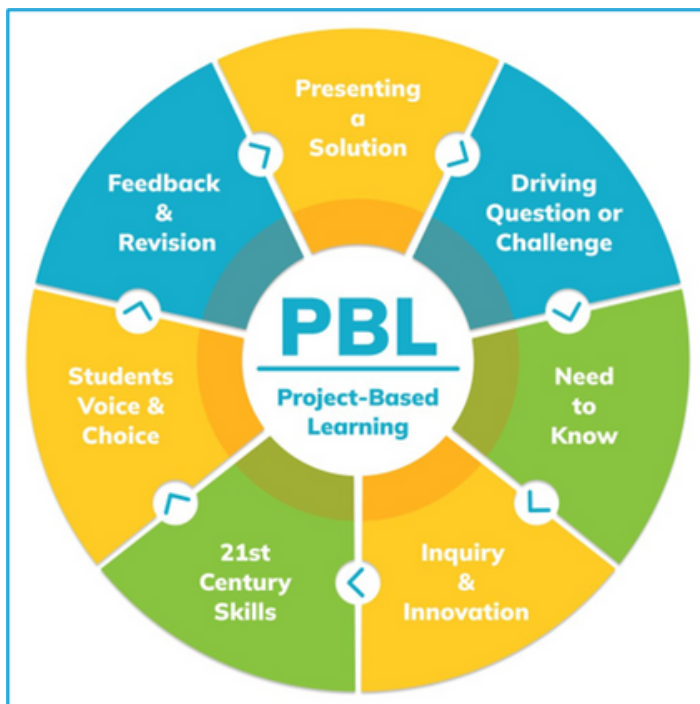 Presenting
a
Solution
Driving
Question or
Challenge
Need
to
Know
Inquiry
&
Innovation
21st
Century
Skills
Students
Voice &
Choice
Feedback
&
Revision
PBL
Project-Based
Learning